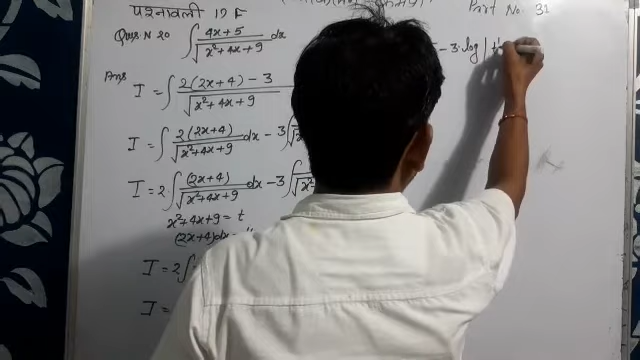 प्रश्नावली 19 F
Part No. 31
Ques. N 20 ∫ (4x+5)/√(x²+4x+9) dx
- 3 log | t'
Ans
I = ∫ (2(2x+4) - 3)/√(x²+4x+9)
I = ∫ 2(2x+4)/√(x²+4x+9) dx - 3∫
I = 2 ∫ (2x+4)/√(x²+4x+9) dx - 3∫
x²+4x+9 = t
(2x+4)dx =
I = 2∫
I =